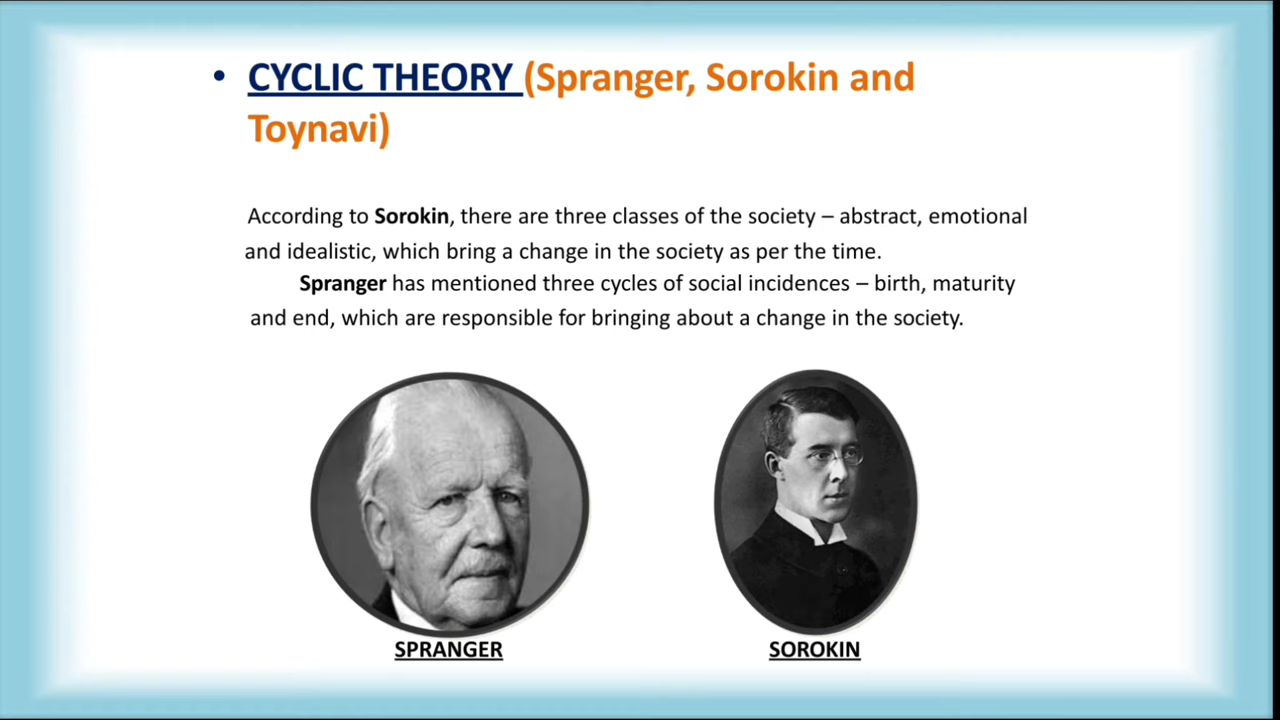 • CYCLIC THEORY (Spranger, Sorokin and
Toynavi)
According to Sorokin, there are three classes of the society – abstract, emotional
and idealistic, which bring a change in the society as per the time.
Spranger has mentioned three cycles of social incidences – birth, maturity
and end, which are responsible for bringing about a change in the society.
SPRANGER
SOROKIN